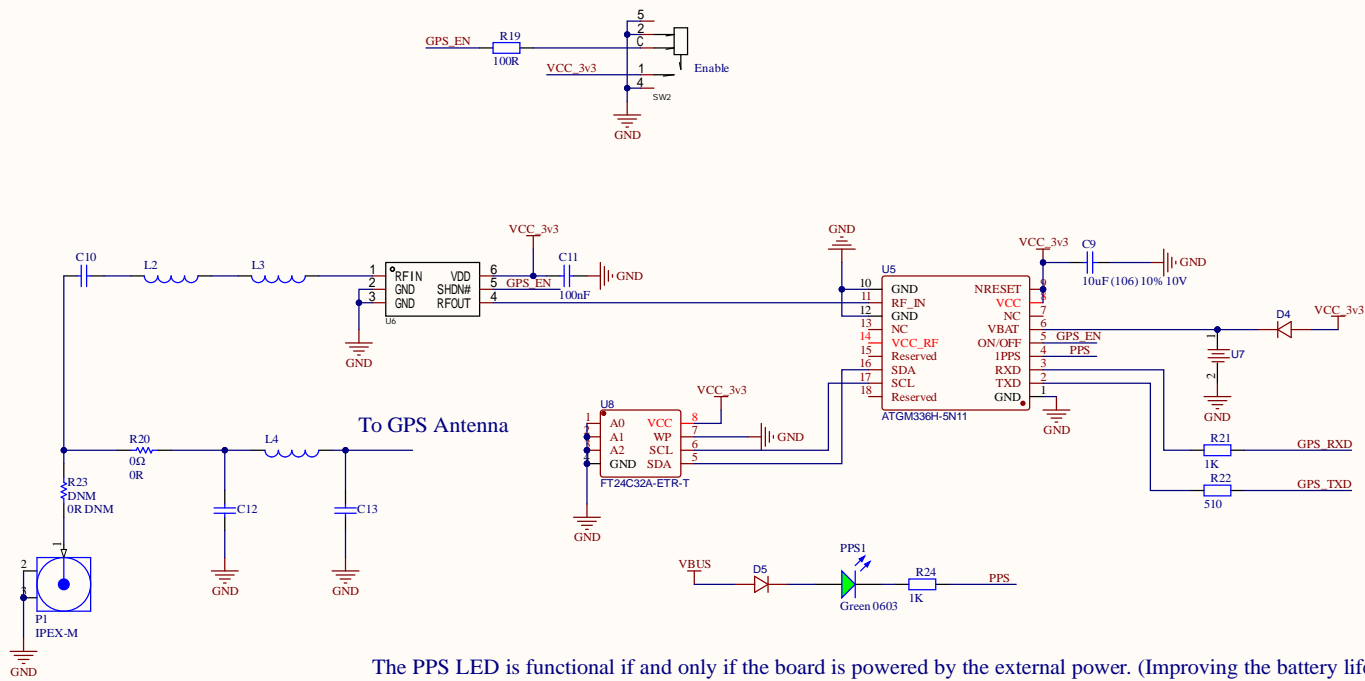 5
2
C
1
4
GPS_EN
R19
100R
VCC_3v3
Enable
SW2
GND
C10
L2
L3
VCC_3v3
C11
GND
100nF
1 RFIN VDD 6
2 GND SHDN# 5 GPS_EN
3 GND RFOUT 4
U6
GND
GND
U5
VCC_3v3
C9
GND
10uF (106) 10% 10V
10 GND NRESET 9
11 RF_IN VCC 8
12 GND NC 7
13 NC VBAT 6
14 VCC_RF ON/OFF 5 GPS_EN
15 Reserved 1PPS 4 PPS
16 SDA RXD 3
17 SCL TXD 2
18 Reserved GND 1
ATGM336H-5N11
GND
D4
VCC_3v3
1
U7
2
GND
R21
1K
GPS_RXD
R22
510
GPS_TXD
VCC_3v3
U8
1 A0 VCC 8
2 A1 WP 7 GND
3 A2 SCL 6
4 GND SDA 5
FT24C32A-ETR-T
GND
To GPS Antenna
R20
0Ω
0R
L4
R23
DNM
0R DNM
C12
C13
GND
GND
1
2
3
P1
IPEX-M
GND
VBUS
D5
PPS1
Green 0603
R24
1K
PPS
The PPS LED is functional if and only if the board is powered by the external power. (Improving the battery life